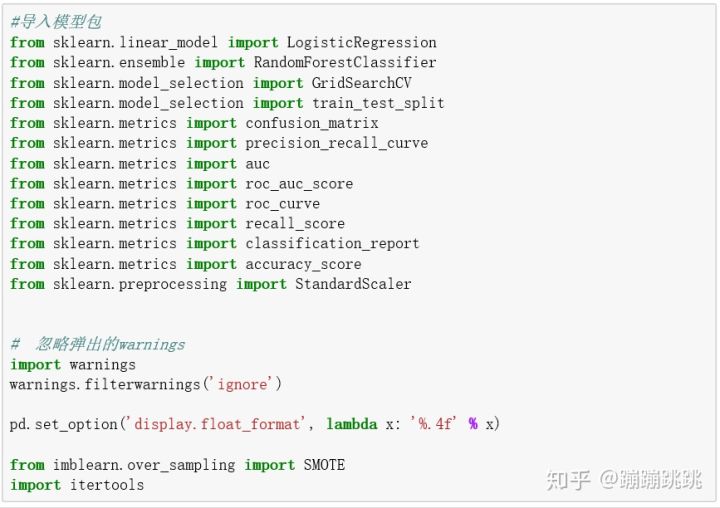 #导入模型包
from sklearn.linear_model import LogisticRegression
from sklearn.ensemble import RandomForestClassifier
from sklearn.model_selection import GridSearchCV
from sklearn.model_selection import train_test_split
from sklearn.metrics import confusion_matrix
from sklearn.metrics import precision_recall_curve
from sklearn.metrics import auc
from sklearn.metrics import roc_auc_score
from sklearn.metrics import roc_curve
from sklearn.metrics import recall_score
from sklearn.metrics import classification_report
from sklearn.metrics import accuracy_score
from sklearn.preprocessing import StandardScaler
# 忽略弹出的warnings
import warnings
warnings.filterwarnings('ignore')
pd.set_option('display.float_format', lambda x: '%.4f' % x)
from imblearn.over_sampling import SMOTE
import itertools
知乎 @蹦蹦跳跳